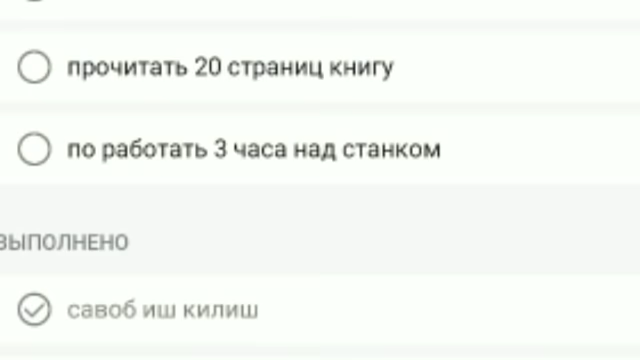 прочитать 20 страниц книгу
по работать 3 часа над станком
ВЫПОЛНЕНО
савоб иш килиш